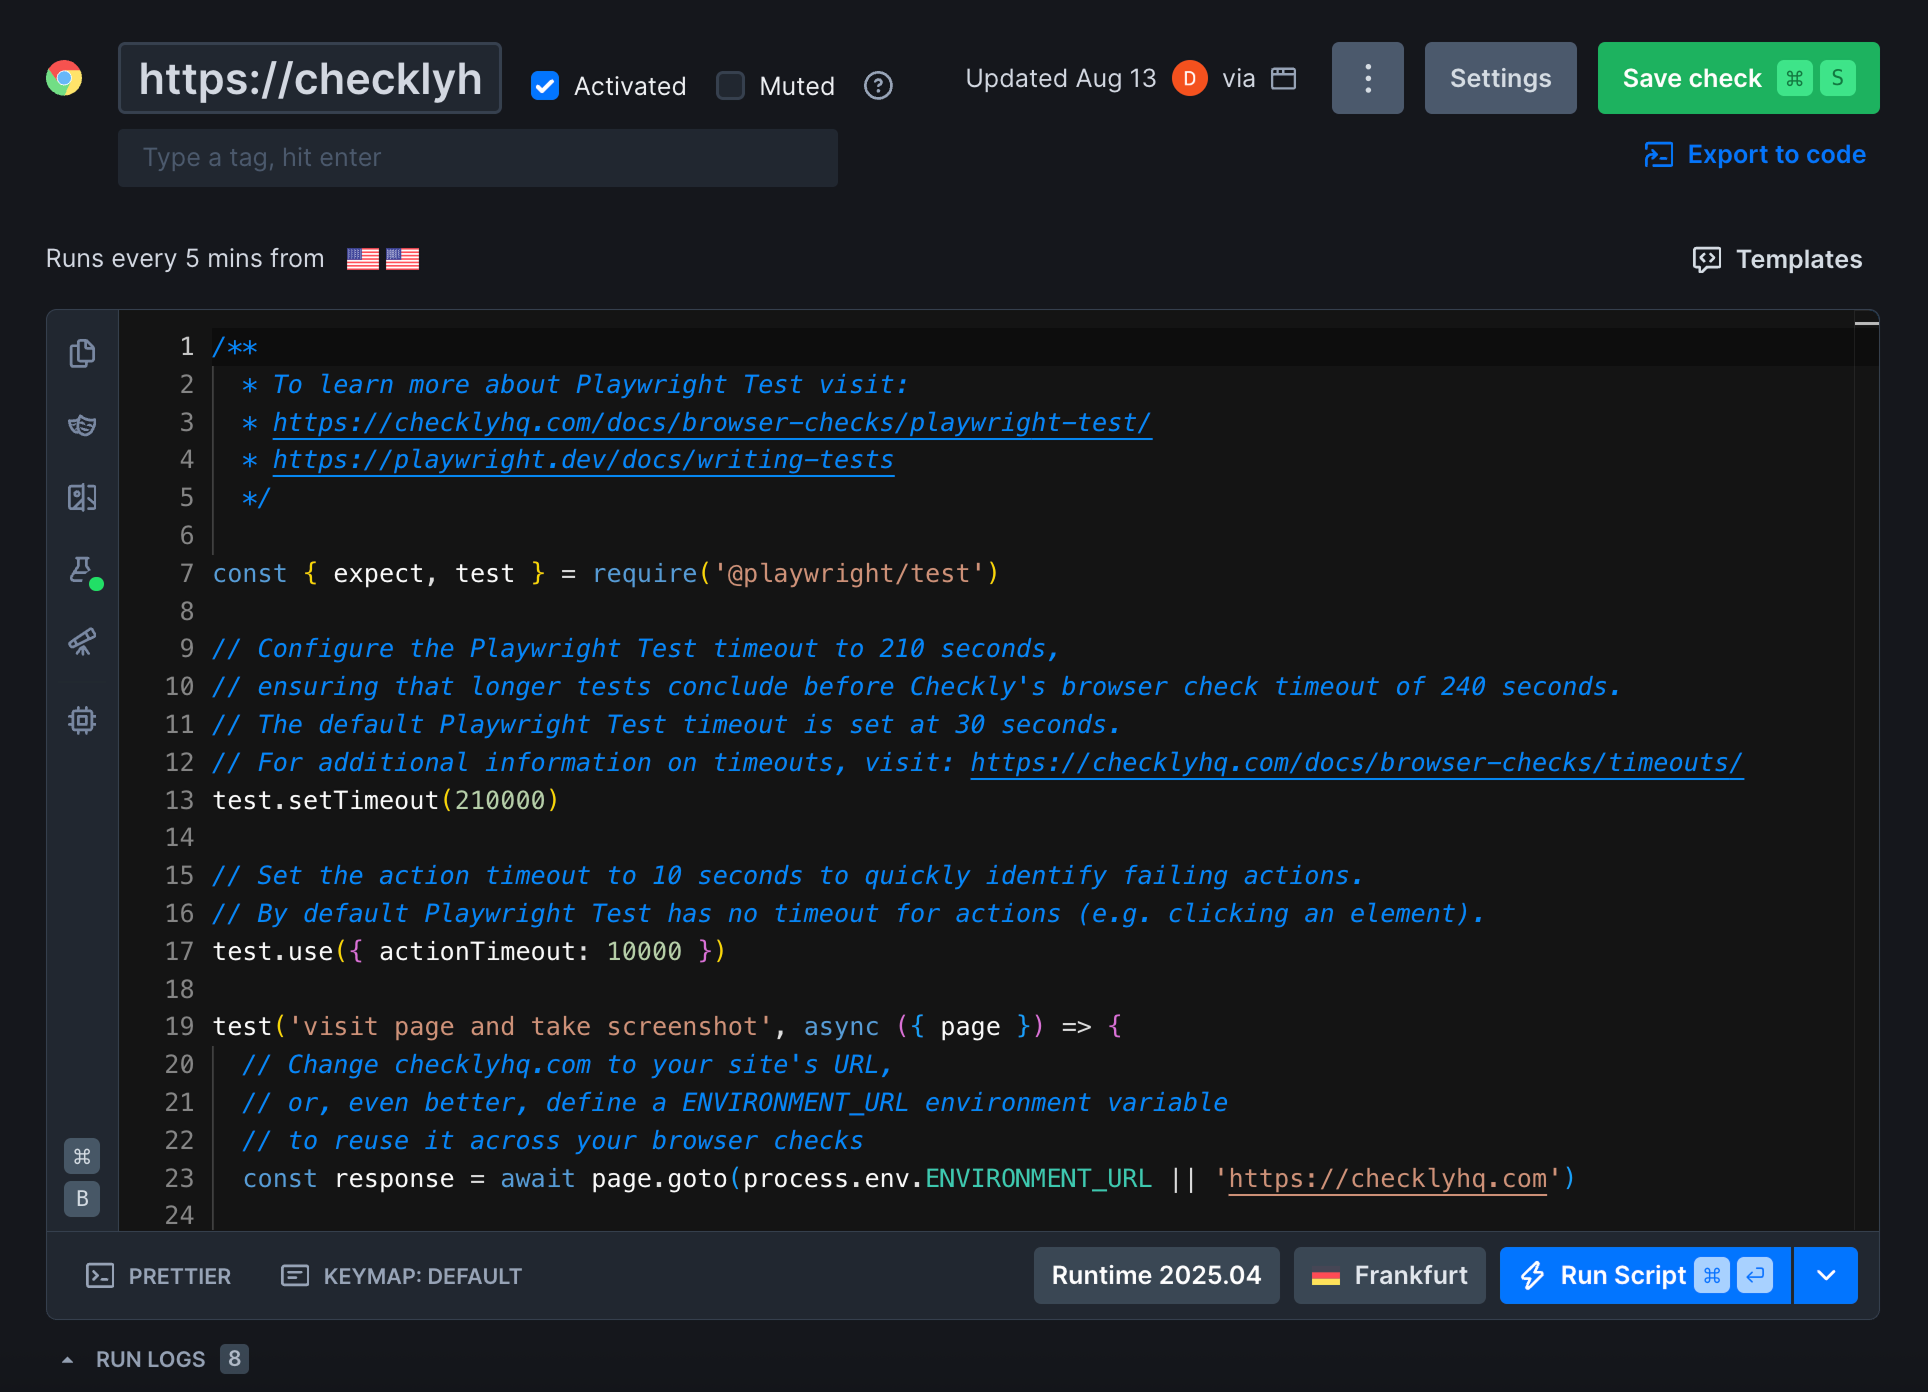 https://checklyh
Activated
Muted
?
Updated Aug 13 D via
Settings
Save check ⌘ S
Type a tag, hit enter
Export to code
Runs every 5 mins from
Templates
1 /**
2 * To learn more about Playwright Test visit:
3 * https://checklyhq.com/docs/browser-checks/playwright-test/
4 * https://playwright.dev/docs/writing-tests
5 */
6
7 const { expect, test } = require('@playwright/test')
8
9 // Configure the Playwright Test timeout to 210 seconds,
10 // ensuring that longer tests conclude before Checkly's browser check timeout of 240 seconds.
11 // The default Playwright Test timeout is set at 30 seconds.
12 // For additional information on timeouts, visit: https://checklyhq.com/docs/browser-checks/timeouts/
13 test.setTimeout(210000)
14
15 // Set the action timeout to 10 seconds to quickly identify failing actions.
16 // By default Playwright Test has no timeout for actions (e.g. clicking an element).
17 test.use({ actionTimeout: 10000 })
18
19 test('visit page and take screenshot', async ({ page }) => {
20 // Change checklyhq.com to your site's URL,
21 // or, even better, define a ENVIRONMENT_URL environment variable
22 // to reuse it across your browser checks
23 const response = await page.goto(process.env.ENVIRONMENT_URL || 'https://checklyhq.com')
24
⌘
B
PRETTIER
KEYMAP: DEFAULT
Runtime 2025.04
Frankfurt
Run Script ⌘
RUN LOGS 8